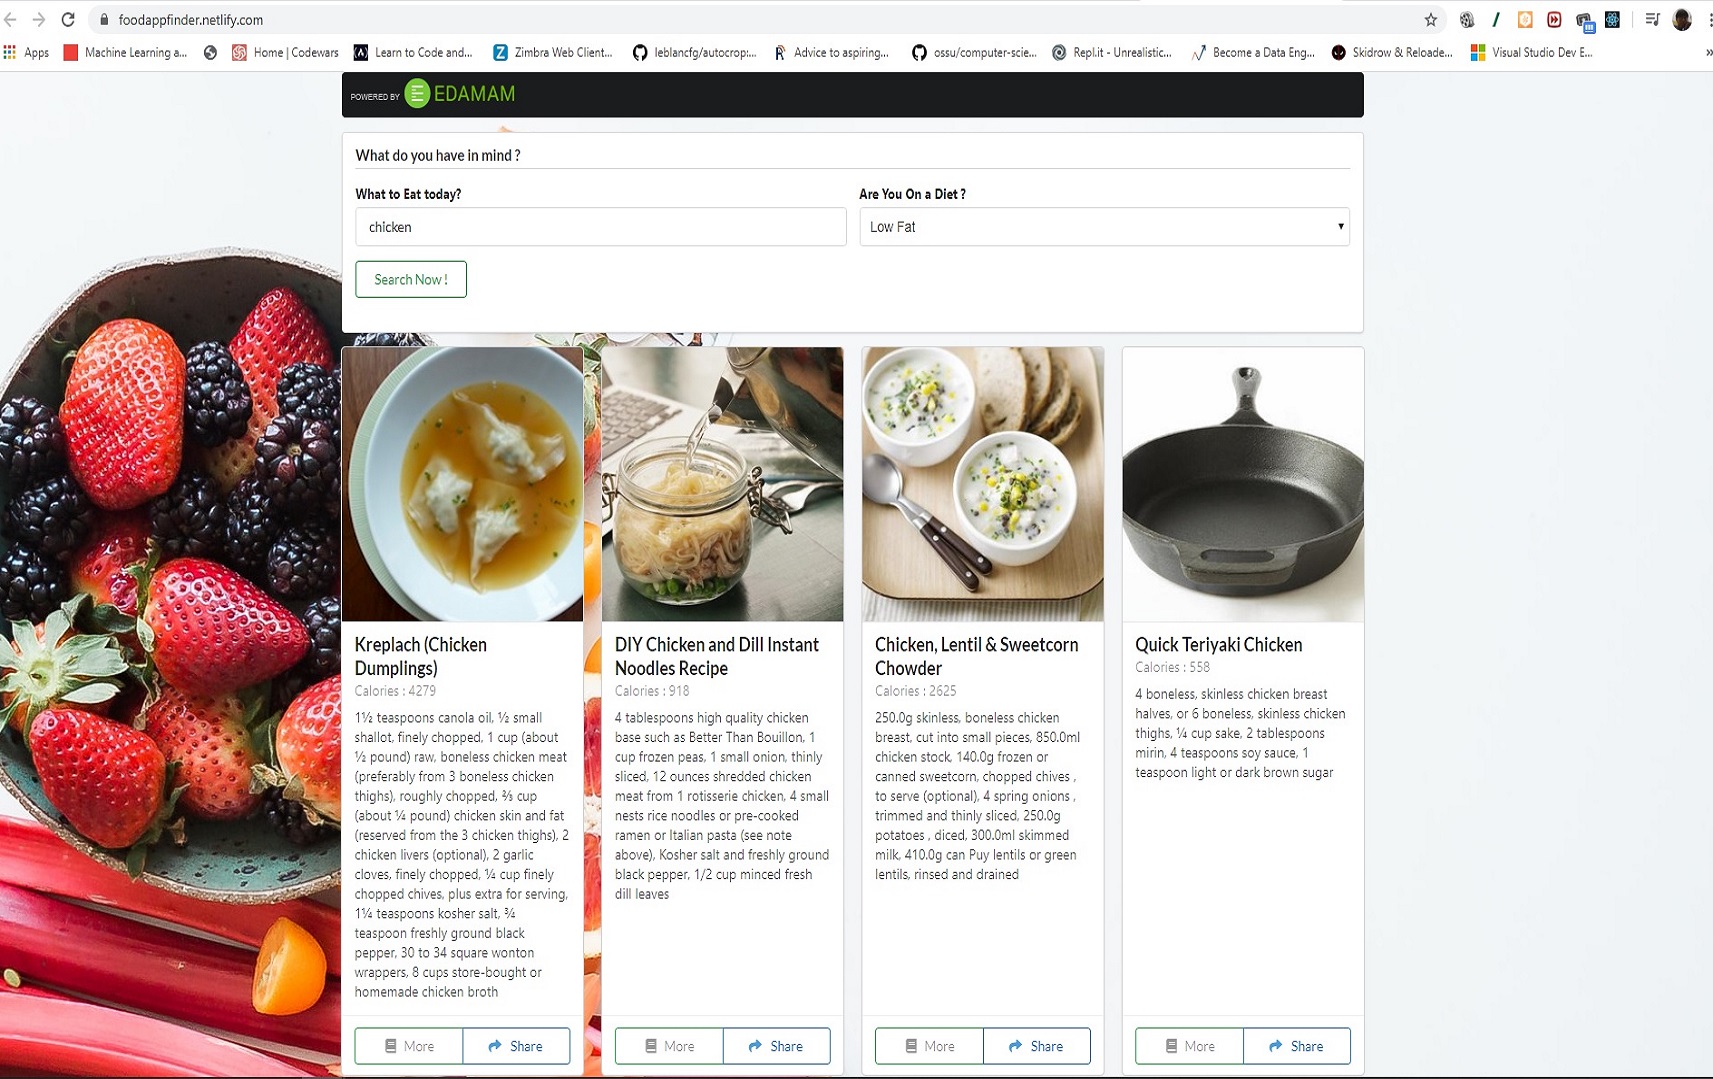 foodappfinder.netlify.com
Apps
Machine Learning a...
Home | Codewars
Learn to Code and...
Zimbra Web Client...
leblancfg/autocrop:...
Advice to aspiring...
ossu/computer-scie...
Repl.it - Unrealistic...
Become a Data Eng...
Skidrow & Reloade...
Visual Studio Dev E...
»
POWERED BY EDAMAM
What do you have in mind ?
What to Eat today?
Are You On a Diet ?
chicken
Low Fat
Search Now !
Kreplach (Chicken
Dumplings)
Calories : 4279
1½ teaspoons canola oil, ½ small
shallot, finely chopped, 1 cup (about
½ pound) raw, boneless chicken meat
(preferably from 3 boneless chicken
thighs), roughly chopped, ⅔ cup
(about ¼ pound) chicken skin and fat
(reserved from the 3 chicken thighs), 2
chicken livers (optional), 2 garlic
cloves, finely chopped, ¼ cup finely
chopped chives, plus extra for serving,
1¼ teaspoons kosher salt, ¾
teaspoon freshly ground black
pepper, 30 to 34 square wonton
wrappers, 8 cups store-bought or
homemade chicken broth
More
Share
DIY Chicken and Dill Instant
Noodles Recipe
Calories : 918
4 tablespoons high quality chicken
base such as Better Than Bouillon, 1
cup frozen peas, 1 small onion, thinly
sliced, 12 ounces shredded chicken
meat from 1 rotisserie chicken, 4 small
nests rice noodles or pre-cooked
ramen or Italian pasta (see note
above), Kosher salt and freshly ground
black pepper, 1/2 cup minced fresh
dill leaves
More
Share
Chicken, Lentil & Sweetcorn
Chowder
Calories : 2625
250.0g skinless, boneless chicken
breast, cut into small pieces, 850.0ml
chicken stock, 140.0g frozen or
canned sweetcorn, chopped chives ,
to serve (optional), 4 spring onions ,
trimmed and thinly sliced, 250.0g
potatoes , diced, 300.0ml skimmed
milk, 410.0g can Puy lentils or green
lentils, rinsed and drained
More
Share
Quick Teriyaki Chicken
Calories : 558
4 boneless, skinless chicken breast
halves, or 6 boneless, skinless chicken
thighs, ¼ cup sake, 2 tablespoons
mirin, 4 teaspoons soy sauce, 1
teaspoon light or dark brown sugar
More
Share